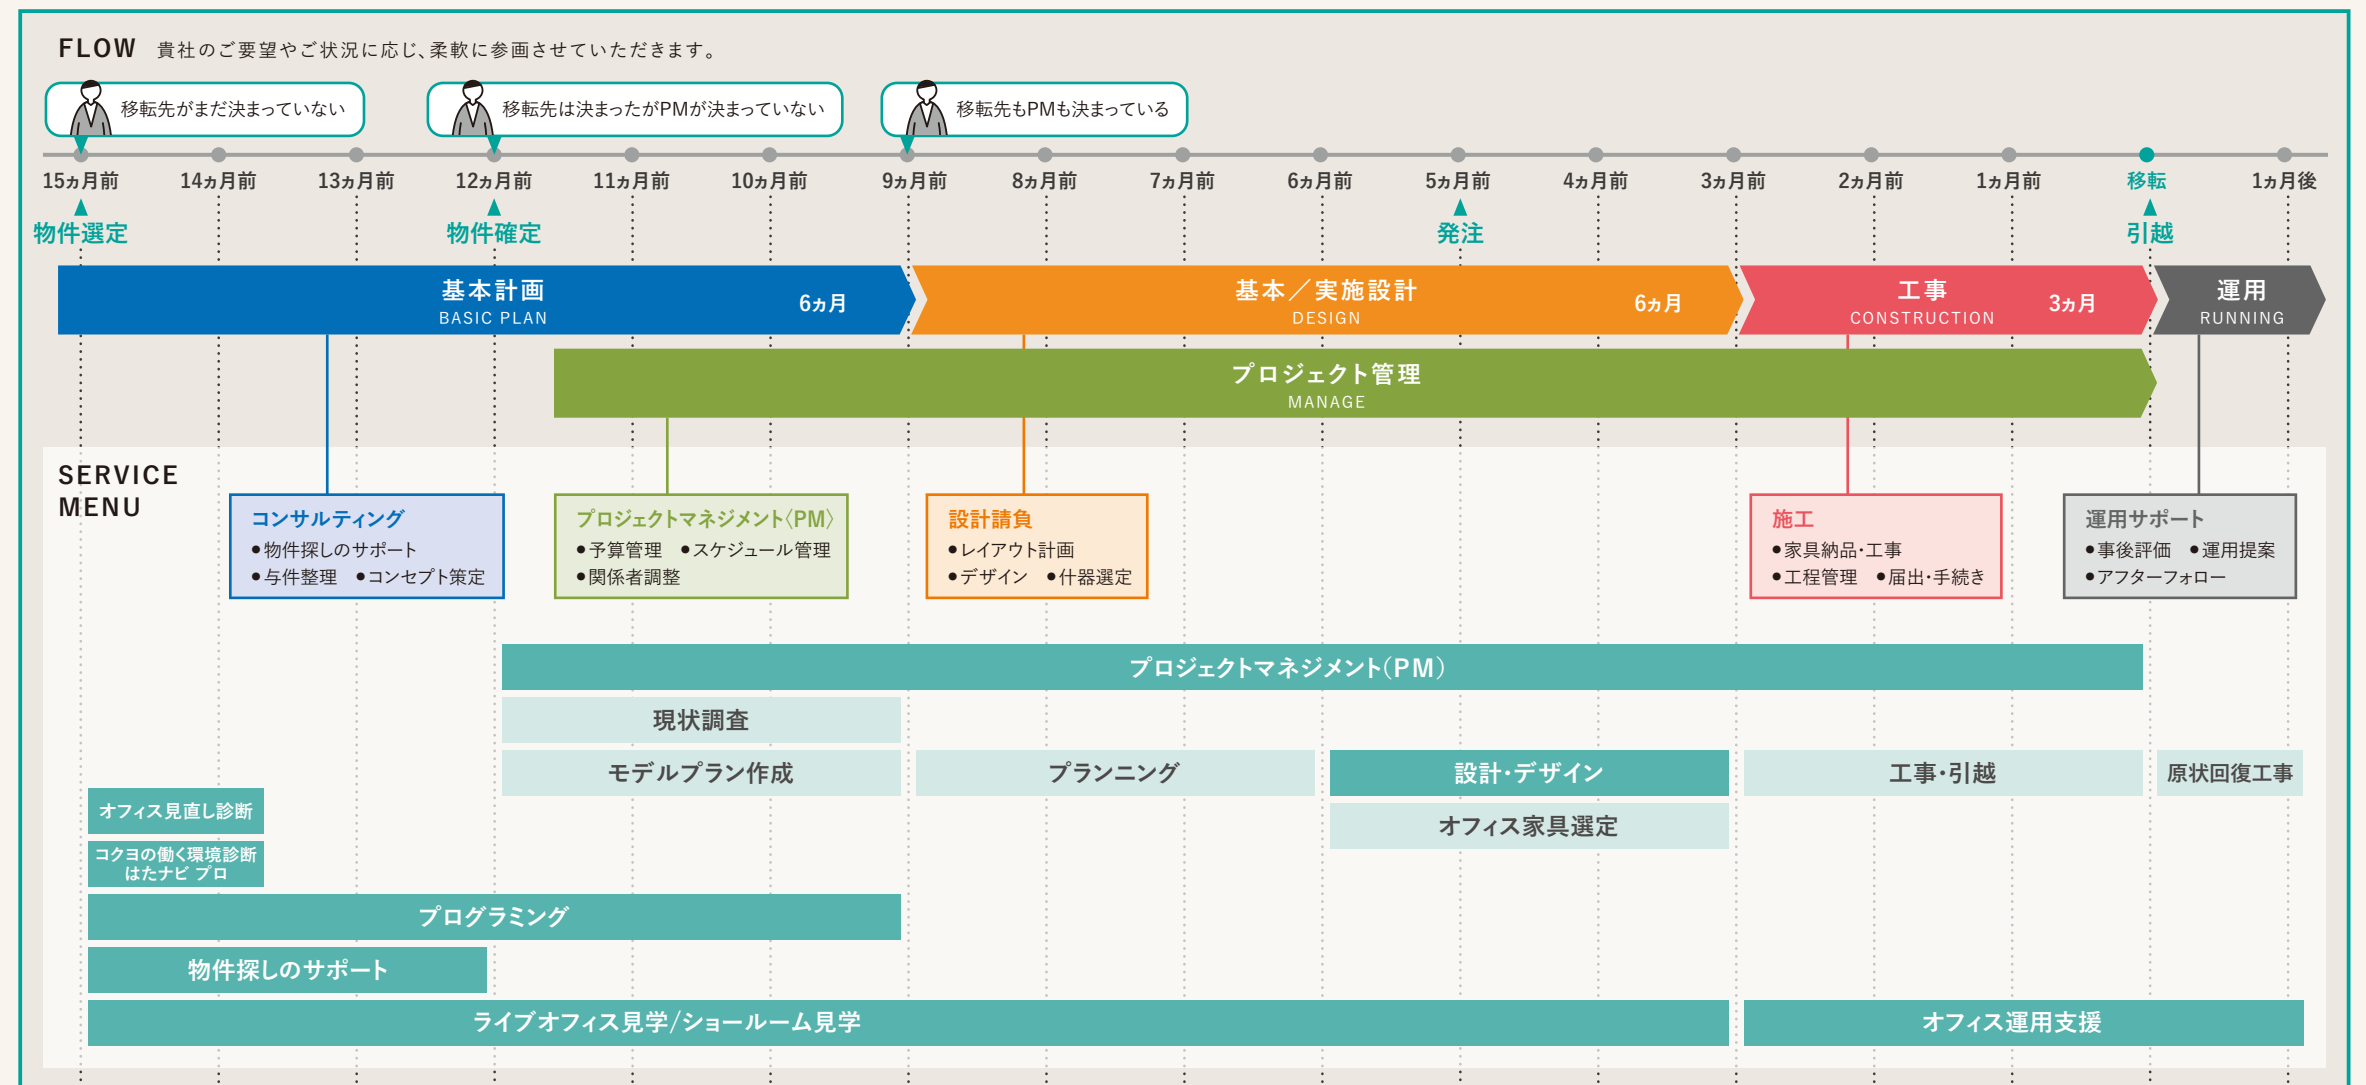 FLOW 貴社のご要望やご状況に応じ、柔軟に参画させていただきます。
移転先がまだ決まっていない
移転先は決まったがPMが決まっていない
移転先もPMも決まっている
15ヵ月前 14ヵ月前 13ヵ月前 12ヵ月前 11ヵ月前 10ヵ月前 9ヵ月前 8ヵ月前 7ヵ月前 6ヵ月前 5ヵ月前 4ヵ月前 3ヵ月前 2ヵ月前 1ヵ月前 移転 1ヵ月後
物件選定 物件確定 発注 引越
基本計画
BASIC PLAN
6ヵ月
基本／実施設計
DESIGN
6ヵ月
工事
CONSTRUCTION
3ヵ月
運用
RUNNING
プロジェクト管理
MANAGE
SERVICE
MENU
コンサルティング
●物件探しのサポート
●与件整理 ●コンセプト策定
プロジェクトマネジメント〈PM〉
●予算管理 ●スケジュール管理
●関係者調整
設計請負
●レイアウト計画
●デザイン ●什器選定
施工
●家具納品・工事
●工程管理 ●届出・手続き
運用サポート
●事後評価 ●運用提案
●アフターフォロー
プロジェクトマネジメント（PM）
現状調査
モデルプラン作成 プランニング 設計・デザイン 工事・引越 原状回復工事
オフィス見直し診断
オフィス家具選定
コクヨの働く環境診断
はたナビ プロ
プログラミング
物件探しのサポート
ライブオフィス見学/ショールーム見学 オフィス運用支援